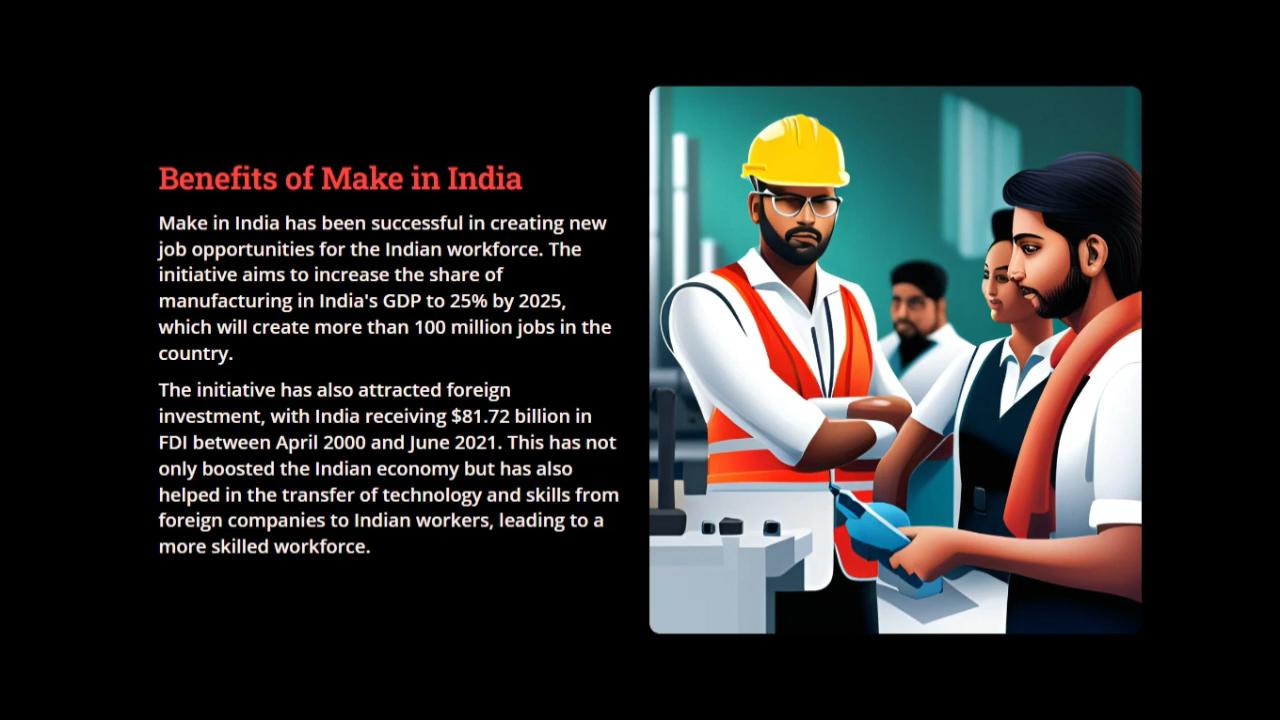 Benefits of Make in India
Make in India has been successful in creating new
job opportunities for the Indian workforce. The
initiative aims to increase the share of
manufacturing in India's GDP to 25% by 2025,
which will create more than 100 million jobs in the
country.
The initiative has also attracted foreign
investment, with India receiving $81.72 billion in
FDI between April 2000 and June 2021. This has not
only boosted the Indian economy but has also
helped in the transfer of technology and skills from
foreign companies to Indian workers, leading to a
more skilled workforce.